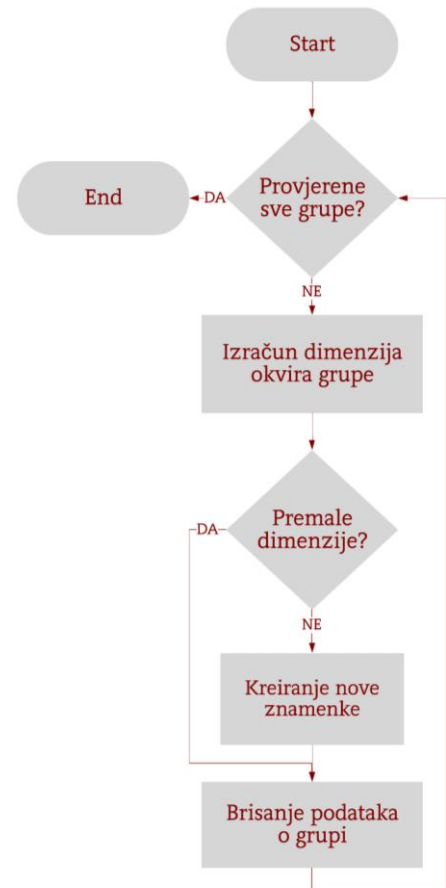 Start
Provjerene
sve grupe?
DA
End
NE
Izračun dimenzija
okvira grupe
Premale
dimenzije?
DA
NE
Kreiranje nove
znamenke
Brisanje podataka
o grupi